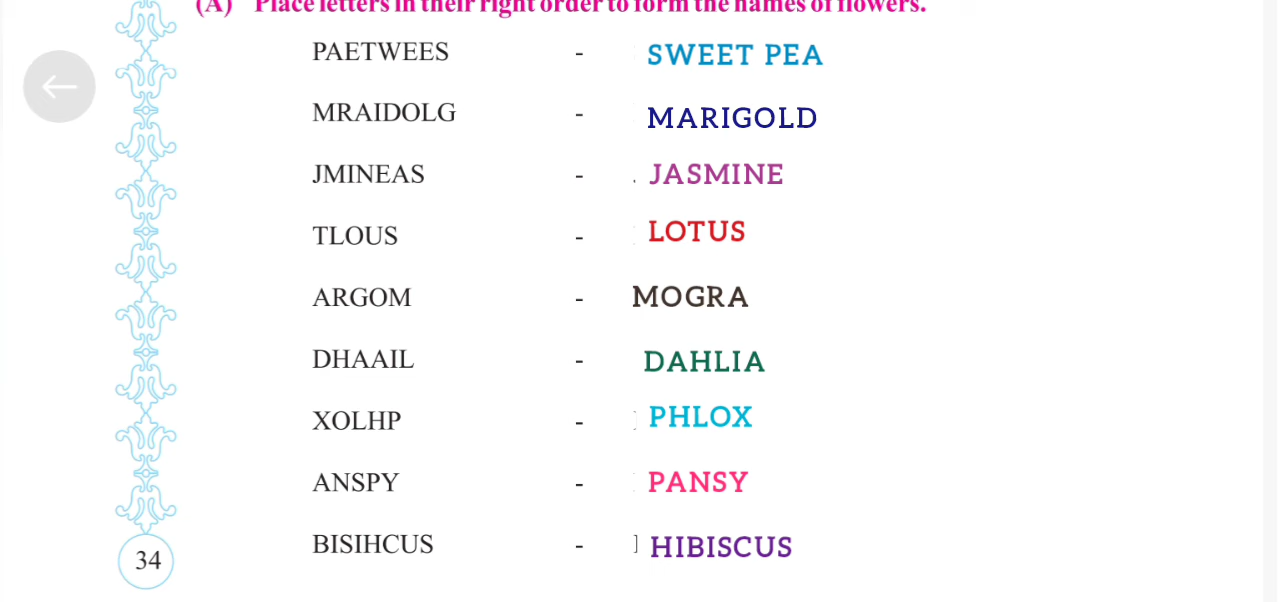 (A) Place letters in their right order to form the names of flowers.
PAETWEES - SWEET PEA
MRAIDOLG - MARIGOLD
JMINEAS - JASMINE
TLOUS - LOTUS
ARGOM - MOGRA
DHAAIL - DAHLIA
XOLHP - PHLOX
ANSPY - PANSY
BISIHCUS - HIBISCUS
34